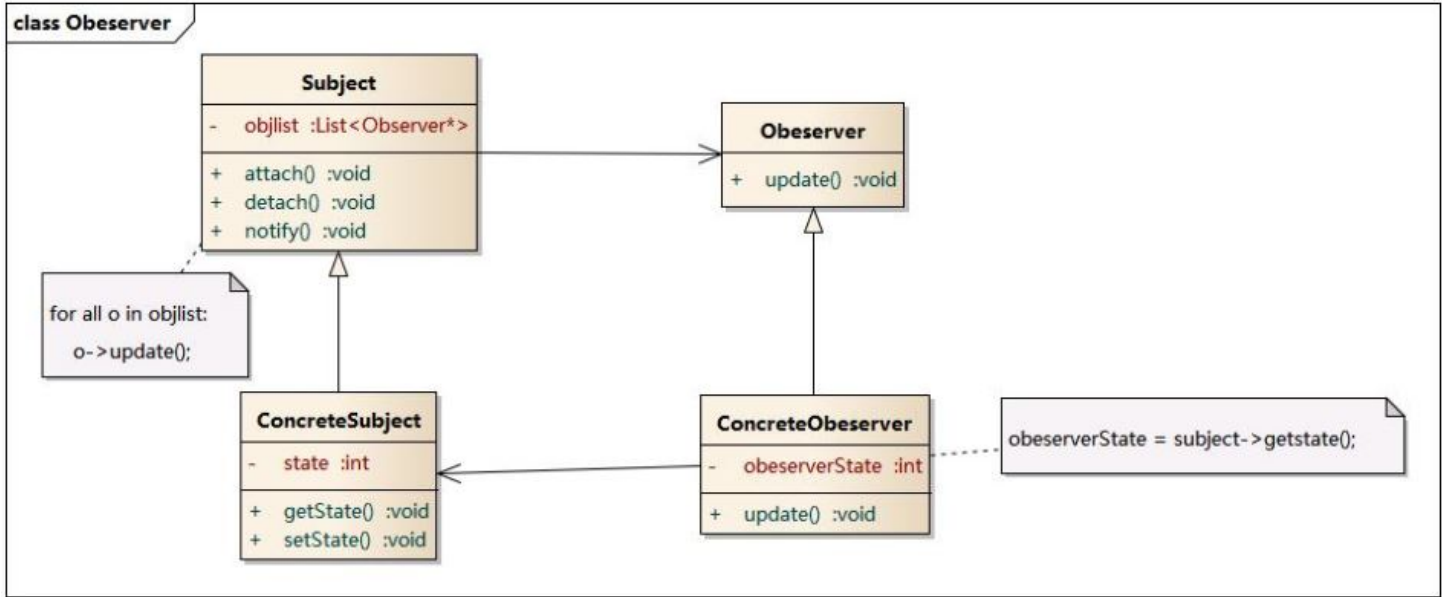 class Obeserver
Subject
- objlist :List<Observer*>
+ attach() :void
+ detach() :void
+ notify() :void
Obeserver
+ update() :void
for all o in objlist:
o->update();
ConcreteSubject
- state :int
+ getState() :void
+ setState() :void
ConcreteObeserver
- obeserverState :int
+ update() :void
obeserverState = subject->getstate();